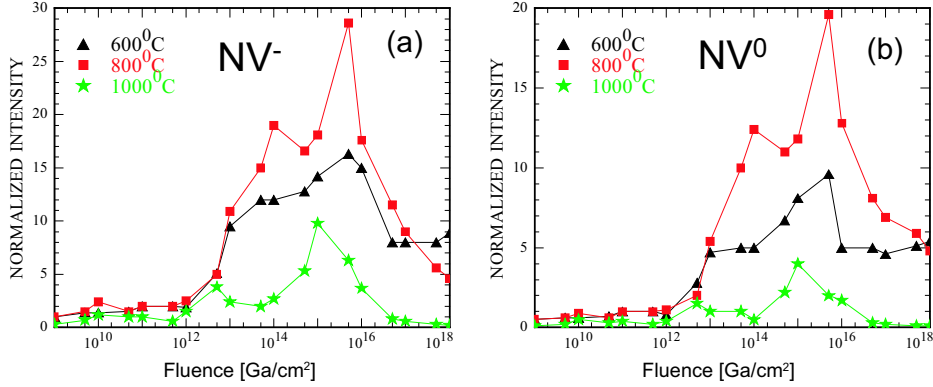 (a)
NV⁻
600⁰C
800⁰C
1000⁰C
NORMALIZED INTENSITY
30
25
20
15
10
5
0
10¹⁰ 10¹² 10¹⁴ 10¹⁶ 10¹⁸
Fluence [Ga/cm²]
(b)
NV⁰
600⁰C
800⁰C
1000⁰C
NORMALIZED INTENSITY
20
15
10
5
0
10¹⁰ 10¹² 10¹⁴ 10¹⁶ 10¹⁸
Fluence [Ga/cm²]